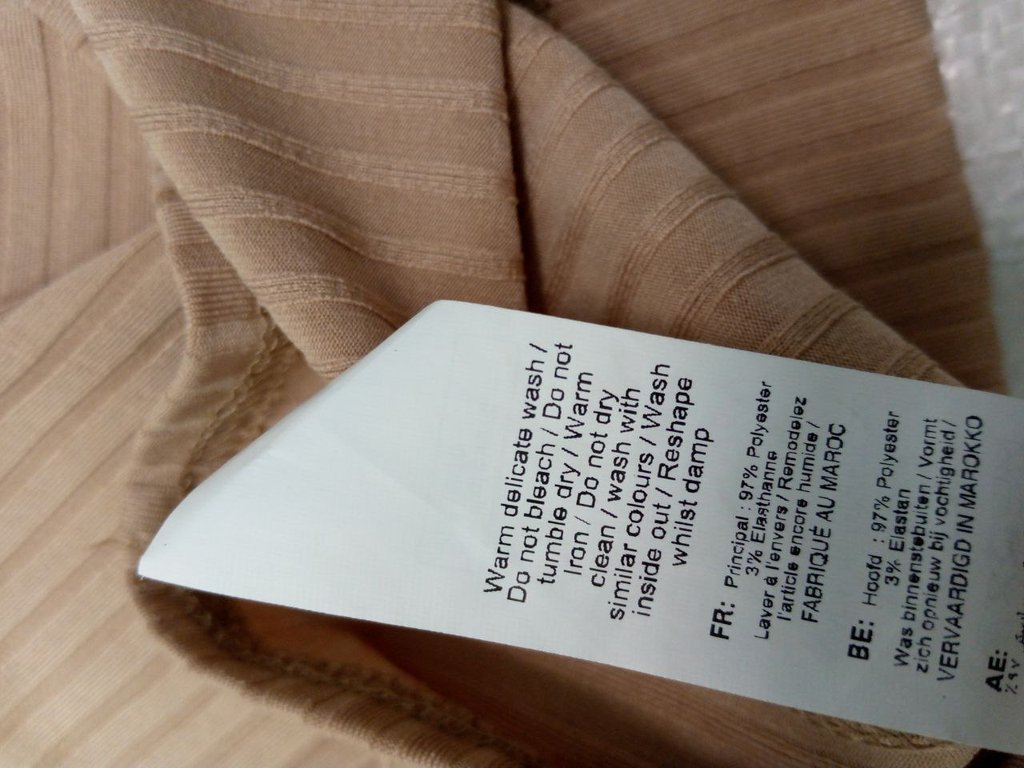 Warm delicate wash /
Do not bleach / Do not
tumble dry / Warm
Iron / Do not dry
clean / wash with
similar colours / Wash
inside out / Reshape
whilst damp
FR: Principal : 97% Polyester
3% Elasthanne
Laver à l'envers / Remodelez
l'article encore humide /
FABRIQUÉ AU MAROC
BE: Hoofd : 97% Polyester
3% Elastan
Was binnenstebuiten / Vormt
zich opnieuw bij vochtigheid /
VERVAARDIGD IN MAROKKO
AE: